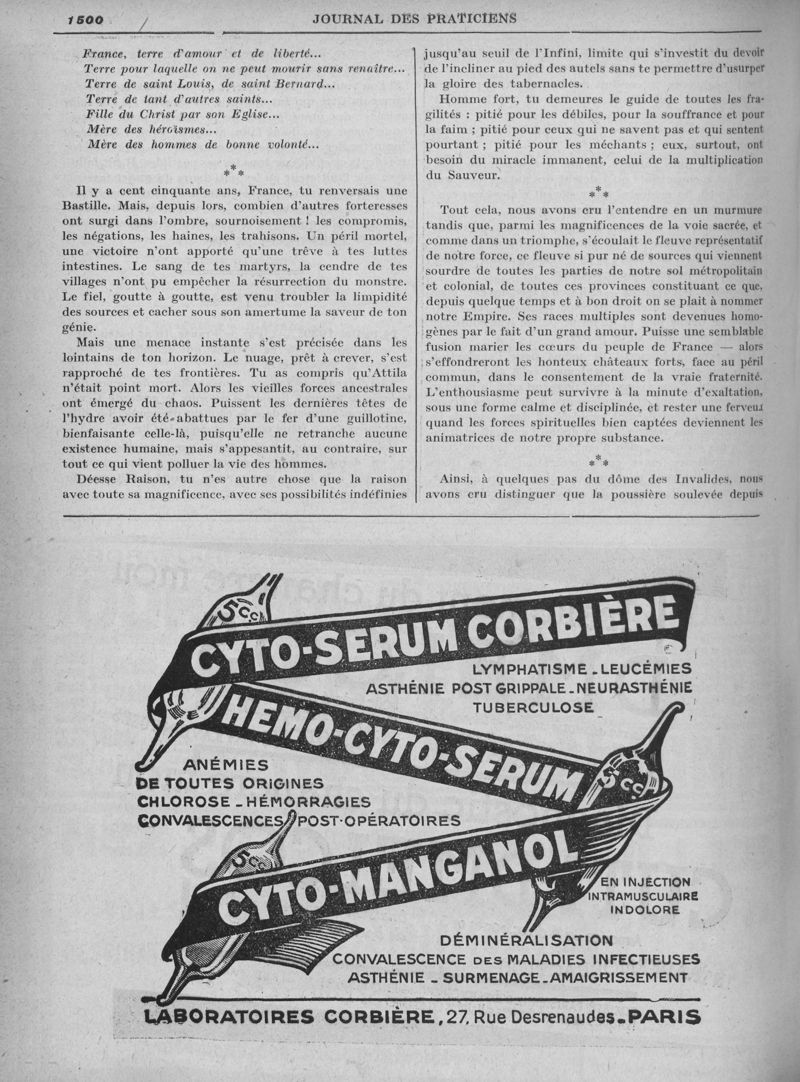 1500
JOURNAL DES PRATICIENS
France, terre d'amour et de liberté...
Terre pour laquelle on ne peut mourir sans renaître...
Terre de saint Louis, de saint Bernard...
Terre de tant d'autres saints...
Fille du Christ par son Eglise...
Mère des héroïsmes...
Mère des hommes de bonne volonté...
***
Il y a cent cinquante ans, France, tu renversais une
Bastille. Mais, depuis lors, combien d'autres forteresses
ont surgi dans l'ombre, sournoisement ! les compromis,
les négations, les haines, les trahisons. Un péril mortel,
une victoire n'ont apporté qu'une trêve à tes luttes
intestines. Le sang de tes martyrs, la cendre de tes
villages n'ont pu empêcher la résurrection du monstre.
Le fiel, goutte à goutte, est venu troubler la limpidité
des sources et cacher sous son amertume la saveur de ton
génie.
Mais une menace instante s'est précisée dans les
lointains de ton horizon. Le nuage, prêt à crever, s'est
rapproché de tes frontières. Tu as compris qu'Attila
n'était point mort. Alors les vieilles forces ancestrales
ont émergé du chaos. Puissent les dernières têtes de
l'hydre avoir été abattues par le fer d'une guillotine,
bienfaisante celle-là, puisqu'elle ne retranche aucune
existence humaine, mais s'appesantit, au contraire, sur
tout ce qui vient polluer la vie des hommes.
Déesse Raison, tu n'es autre chose que la raison
avec toute sa magnificence, avec ses possibilités indéfinies
jusqu'au seuil de l'Infini, limite qui s'investit du devoir
de l'incliner au pied des autels sans te permettre d'usurper
la gloire des tabernacles.
Homme fort, tu demeures le guide de toutes les fra-
gilités : pitié pour les débiles, pour la souffrance et pour
la faim ; pitié pour ceux qui ne savent pas et qui sentent
pourtant ; pitié pour les méchants ; eux, surtout, ont
besoin du miracle immanent, celui de la multiplication
du Sauveur.
***
Tout cela, nous avons cru l'entendre en un murmure
tandis que, parmi les magnificences de la voie sacrée, et
comme dans un triomphe, s'écoulait le fleuve représentatif
de notre force, ce fleuve si pur né de sources qui viennent
sourdre de toutes les parties de notre sol métropolitain
et colonial, de toutes ces provinces constituant ce que,
depuis quelque temps et à bon droit on se plait à nommer
notre Empire. Ses races multiples sont devenues homo-
gènes par le fait d'un grand amour. Puisse une semblable
fusion marier les cœurs du peuple de France — alors
s'effondreront les honteux châteaux forts, face au péril
commun, dans le consentement de la vraie fraternité.
L'enthousiasme peut survivre à la minute d'exaltation,
sous une forme calme et disciplinée, et rester une ferveur
quand les forces spirituelles bien captées deviennent les
animatrices de notre propre substance.
***
Ainsi, à quelques pas du dôme des Invalides, nous
avons cru distinguer que la poussière soulevée depuis
5cc
CYTO-SERUM CORBIÈRE
LYMPHATISME - LEUCÉMIES
ASTHÉNIE POST GRIPPALE - NEURASTHÉNIE
TUBERCULOSE
HEMO-CYTO-SERUM
5cc
ANÉMIES
DE TOUTES ORIGINES
CHLOROSE - HÉMORRAGIES
CONVALESCENCES POST-OPÉRATOIRES
5cc
CYTO-MANGANOL
EN INJECTION
INTRAMUSCULAIRE
INDOLORE
DÉMINÉRALISATION
CONVALESCENCE DES MALADIES INFECTIEUSES
ASTHÉNIE - SURMENAGE - AMAIGRISSEMENT
LABORATOIRES CORBIÈRE, 27, Rue Desrenaudes - PARIS